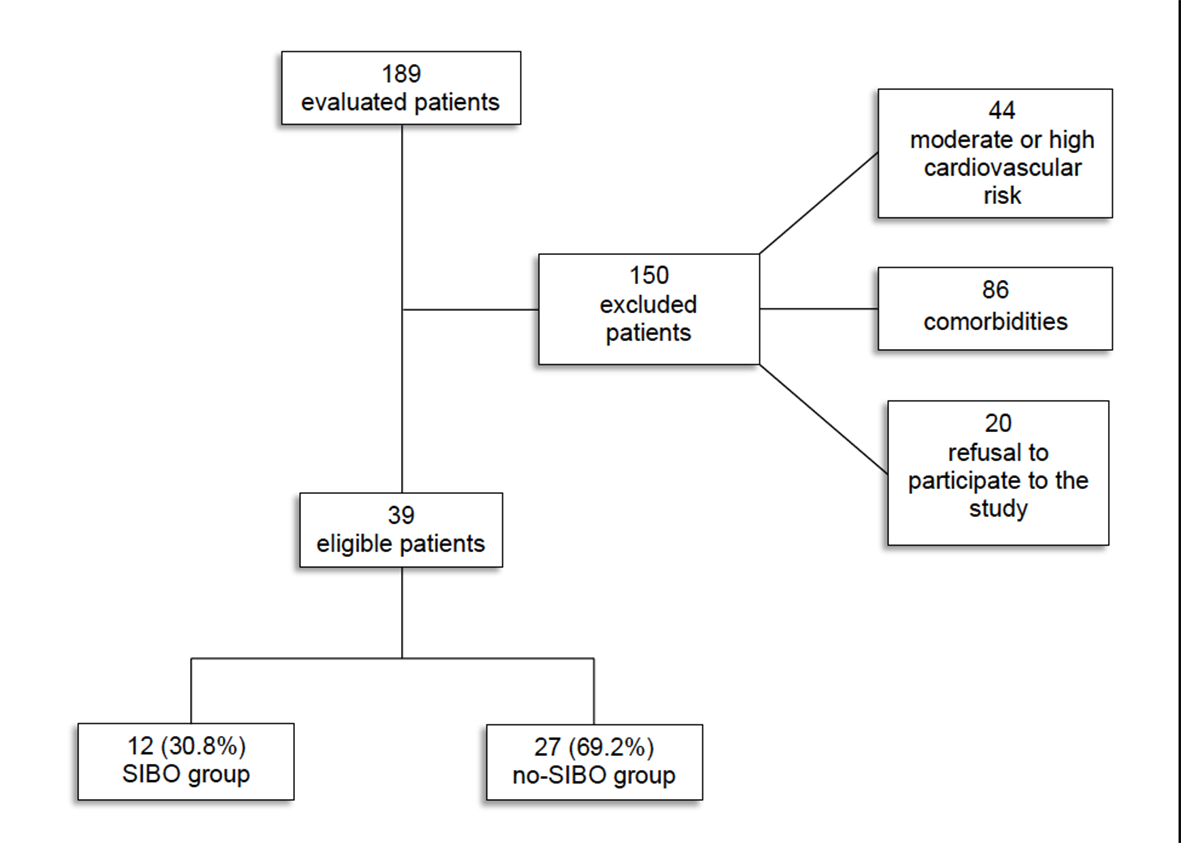 189
evaluated patients
44
moderate or high
cardiovascular
risk
150
excluded
patients
86
comorbidities
20
refusal to
participate to the
study
39
eligible patients
12 (30.8%)
SIBO group
27 (69.2%)
no-SIBO group